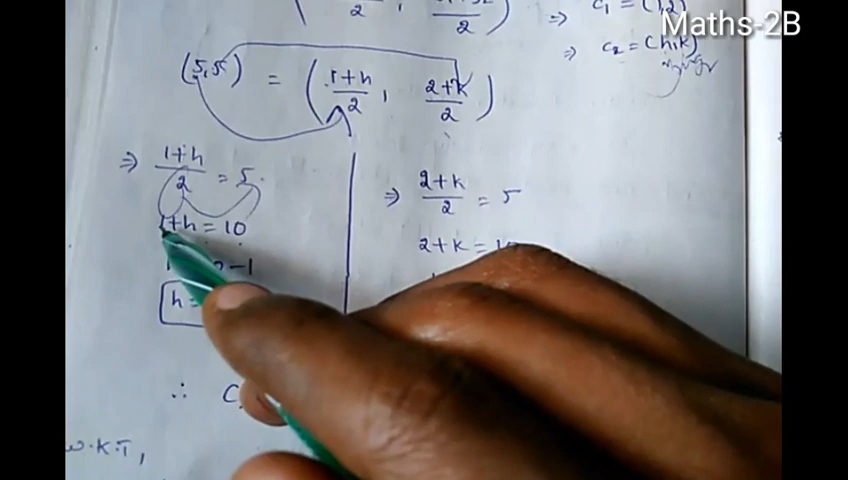 ⇒ C₁ = (1,2)
Maths-2B
⇒ C₂ = (h,k)
(5,5) = ( (1+h)/2 , (2+k)/2 )
⇒ (1+h)/2 = 5
1+h = 10
-1
h =
⇒ (2+k)/2 = 5
2+k = 10
∴ C
w.k.T,